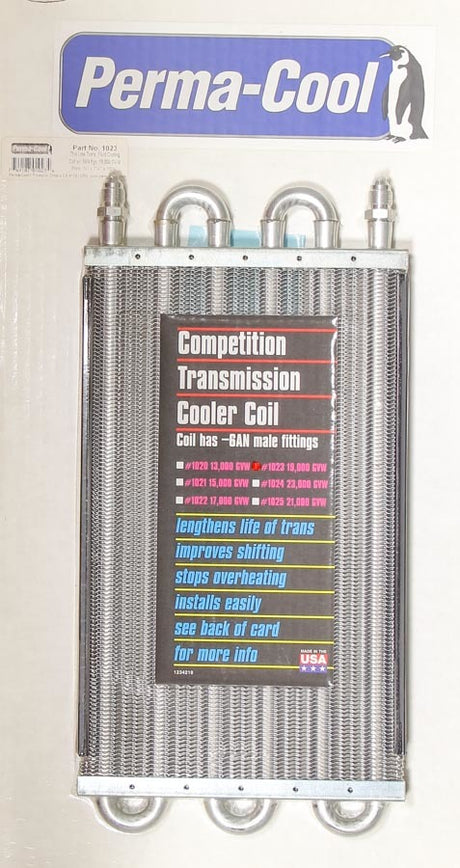 Perma-Cool
Perma-Cool
Part No. 1023
Competition
Transmission
Cooler Coil
Coil has -6AN male fittings
#1020 13,000 GVW #1023 19,000 GVW
#1021 15,000 GVW #1024 23,000 GVW
#1022 17,000 GVW #1025 21,000 GVW
lengthens life of trans
improves shifting
stops overheating
installs easily
see back of card
for more info
MADE IN THE
USA
1234219